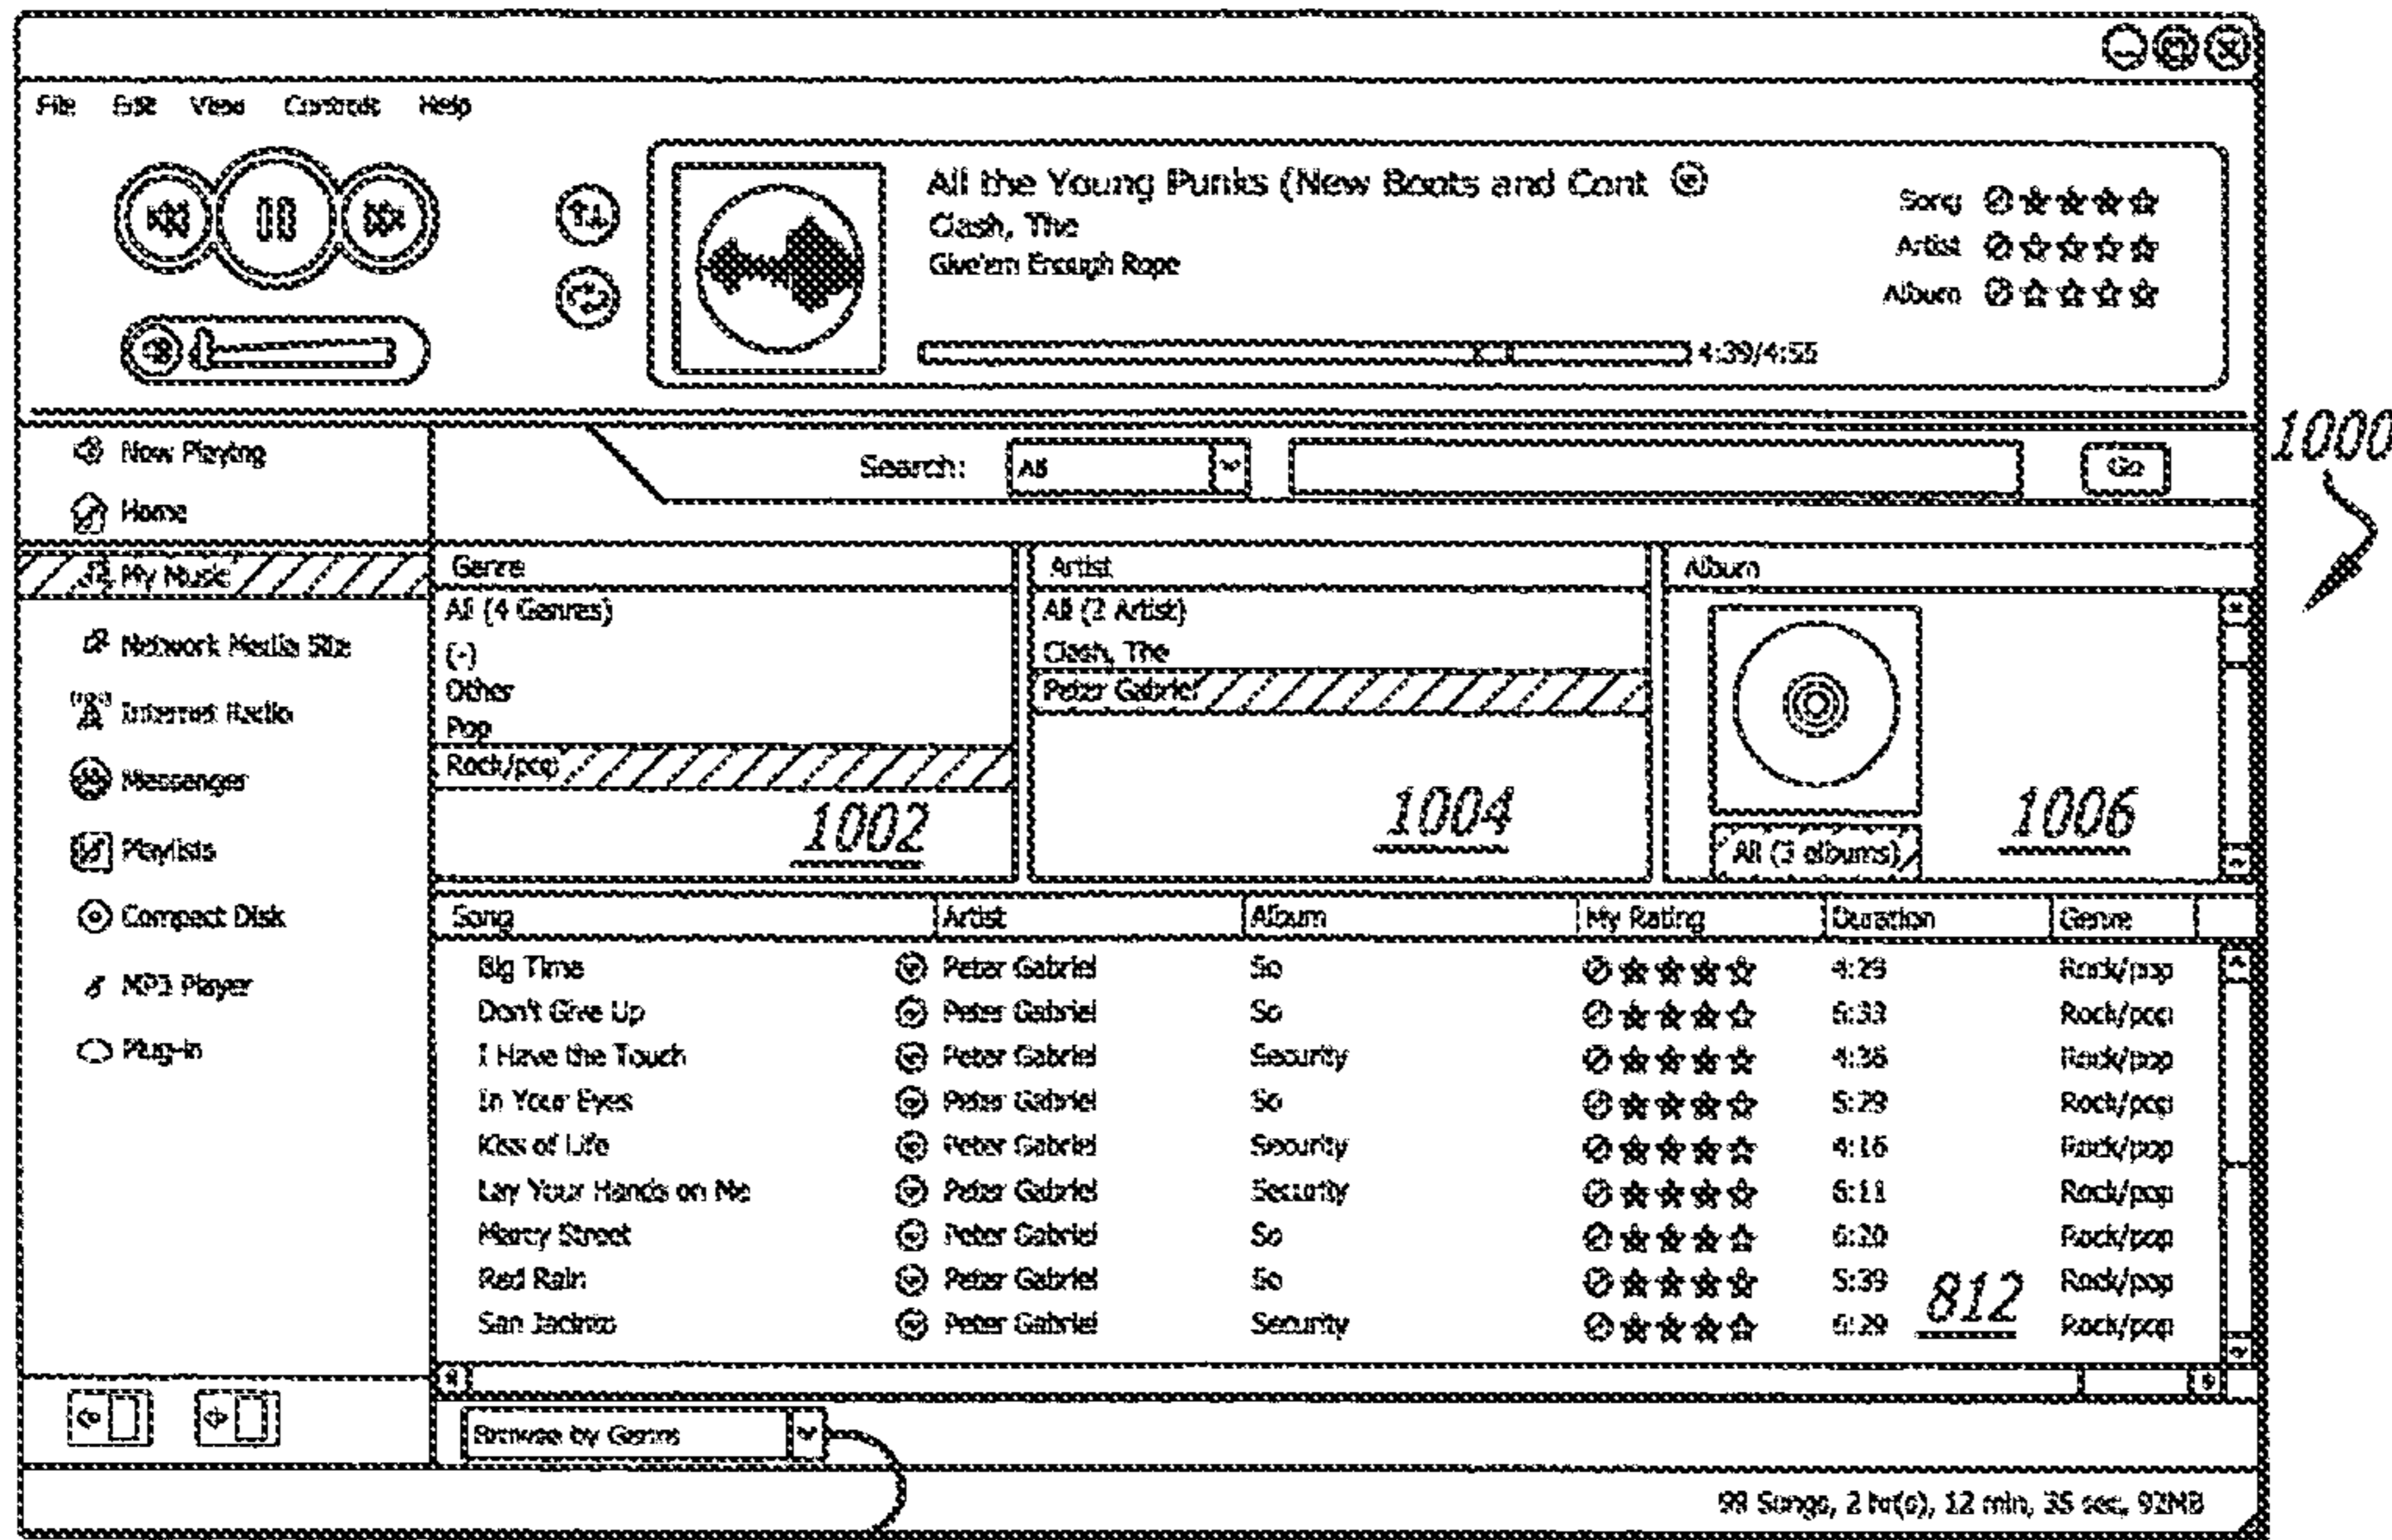 File Edit View Controls Help
All the Young Punks (New Boots and Cont
Clash, The
Give'em Enough Rope
Song
Artist
Album
4:39/4:55
1000
Now Playing
Home
Search: All Go
My Music
Network Media Site
Internet Radio
Messenger
Playlists
Compact Disk
MP3 Player
Plug-in
Genre
All (4 Genres)
(-)
Other
Pop
Rock/pop
1002
Artist
All (2 Artist)
Clash, The
Peter Gabriel
1004
Album
All (3 albums)
1006
Song Artist Album My Rating Duration Genre
Big Time Peter Gabriel So 4:29 Rock/pop
Don't Give Up Peter Gabriel So 6:33 Rock/pop
I Have the Touch Peter Gabriel Security 4:36 Rock/pop
In Your Eyes Peter Gabriel So 5:29 Rock/pop
Kiss of Life Peter Gabriel Security 4:16 Rock/pop
Lay Your Hands on Me Peter Gabriel Security 6:11 Rock/pop
Mercy Street Peter Gabriel So 6:20 Rock/pop
Red Rain Peter Gabriel So 5:39 Rock/pop
San Jacinto Peter Gabriel Security 6:29 Rock/pop
812
Browse by Genre
Songs, 2 hr(s), 12 min, 35 sec, 92MB